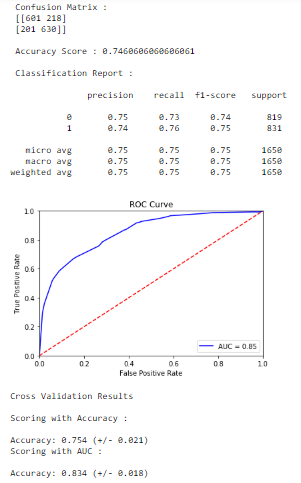 Confusion Matrix :
[[601 218]
[201 630]]
Accuracy Score : 0.7460606060606061
Classification Report :
precision recall f1-score support
0 0.75 0.73 0.74 819
1 0.74 0.76 0.75 831
micro avg 0.75 0.75 0.75 1650
macro avg 0.75 0.75 0.75 1650
weighted avg 0.75 0.75 0.75 1650
ROC Curve
1.0
0.8
0.6
0.4
0.2
0.0
True Positive Rate
AUC = 0.85
0.0 0.2 0.4 0.6 0.8 1.0
False Positive Rate
Cross Validation Results
Scoring with Accuracy :
Accuracy: 0.754 (+/- 0.021)
Scoring with AUC :
Accuracy: 0.834 (+/- 0.018)